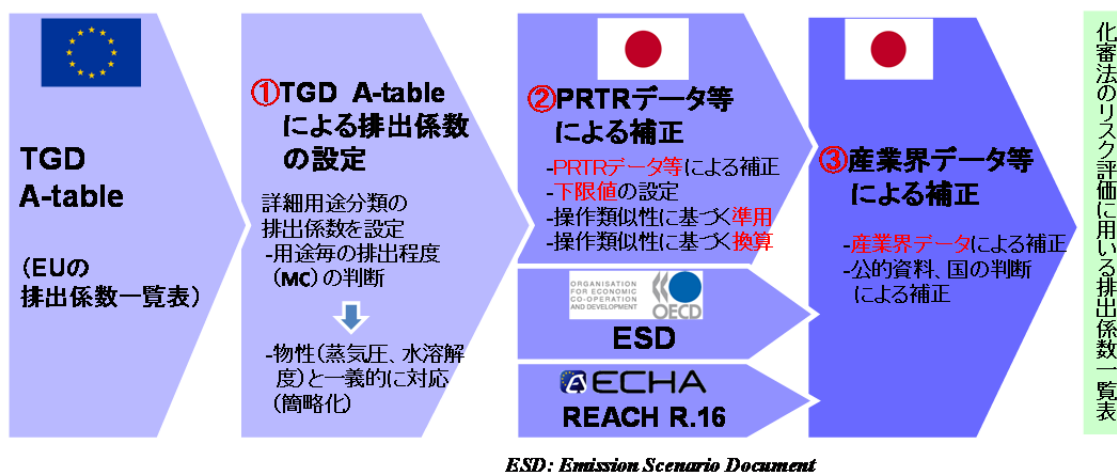 TGD
A-table
(EUの
排出係数一覧表)
①TGD A-table
による排出係数
の設定
詳細用途分類の
排出係数を設定
-用途毎の排出程度
(MC)の判断
-物性(蒸気圧、水溶解
度)と一義的に対応
(簡略化)
②PRTRデータ等
による補正
-PRTRデータ等による補正
-下限値の設定
-操作類似性に基づく準用
-操作類似性に基づく換算
ORGANISATION
FOR ECONOMIC
CO-OPERATION
AND DEVELOPMENT
OECD
ESD
ECHA
REACH R.16
③産業界データ等
による補正
-産業界データによる補正
-公的資料、国の判断
による補正
化審法のリスク評価に用いる排出係数一覧表
ESD: Emission Scenario Document